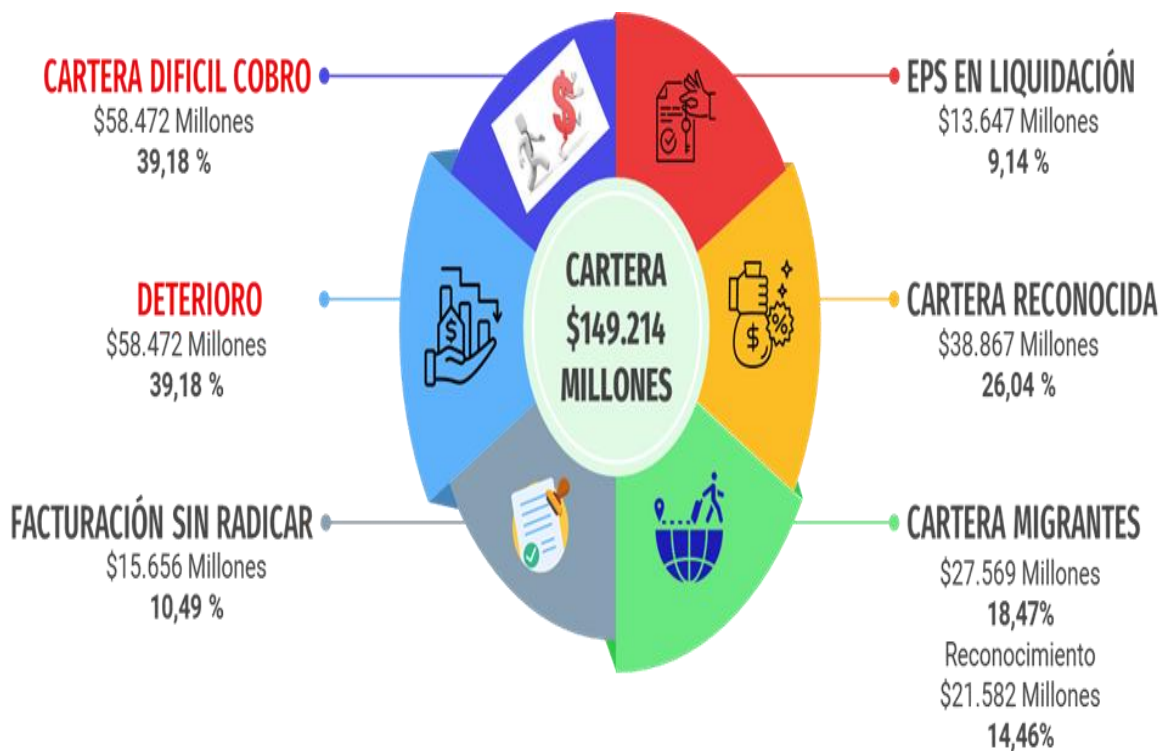 CARTERA DIFICIL COBRO
$58.472 Millones
39,18 %
DETERIORO
$58.472 Millones
39,18 %
FACTURACIÓN SIN RADICAR
$15.656 Millones
10,49 %
CARTERA
$149.214
MILLONES
EPS EN LIQUIDACIÓN
$13.647 Millones
9,14 %
CARTERA RECONOCIDA
$38.867 Millones
26,04 %
CARTERA MIGRANTES
$27.569 Millones
18,47%
Reconocimiento
$21.582 Millones
14,46%